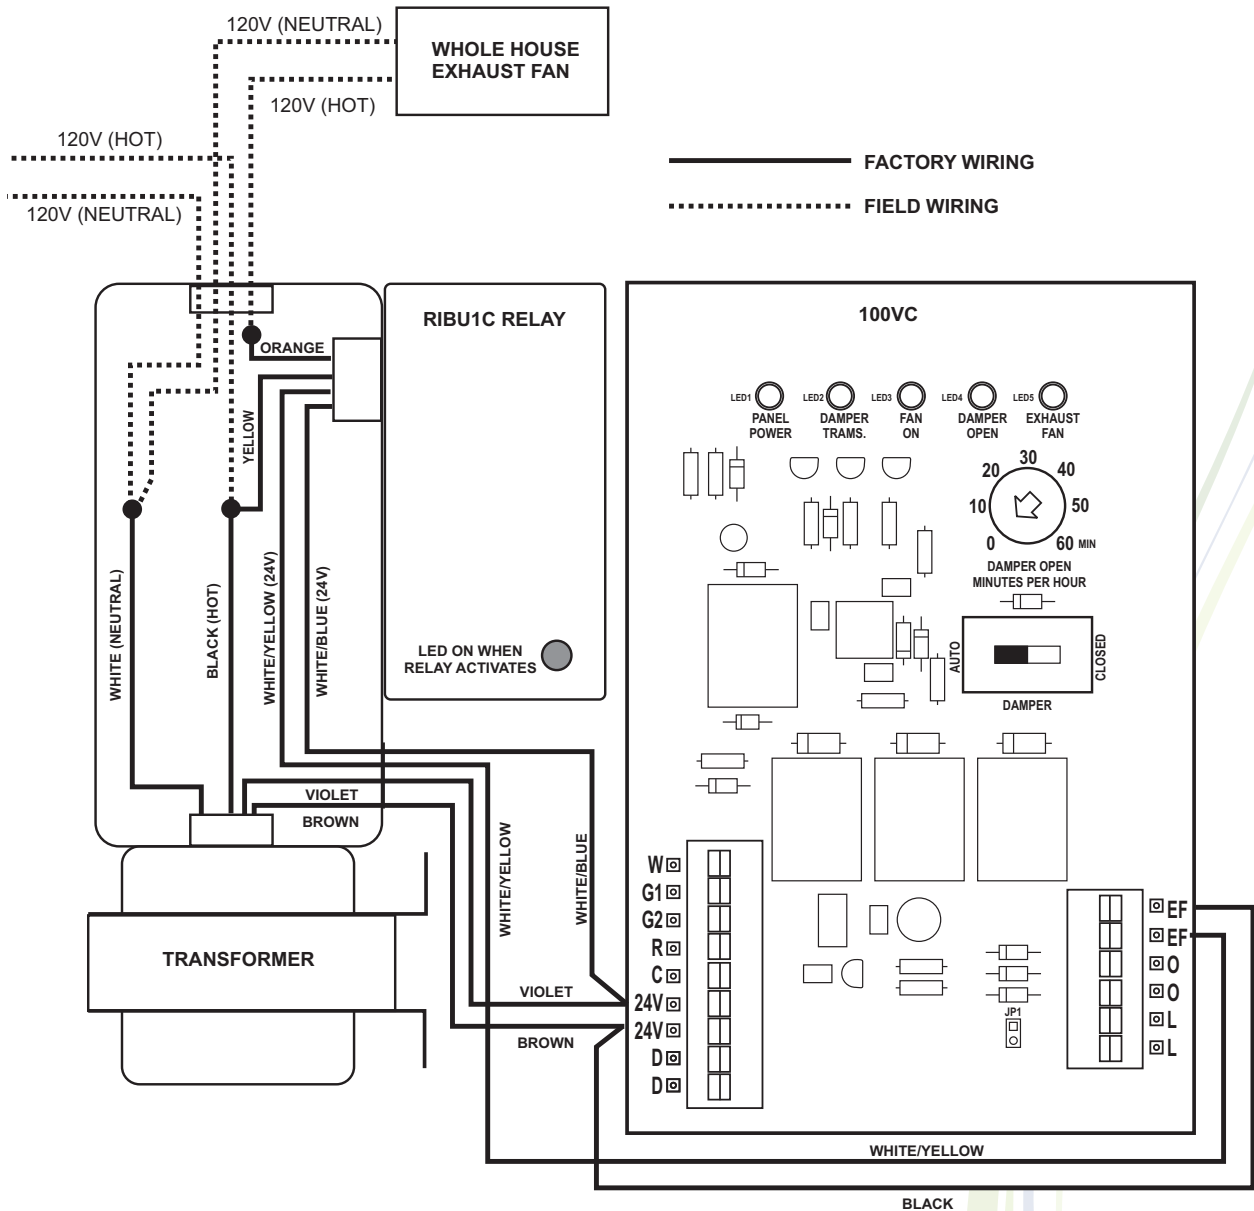 120V (NEUTRAL)
WHOLE HOUSE
EXHAUST FAN
120V (HOT)
120V (HOT)
120V (NEUTRAL)
FACTORY WIRING
FIELD WIRING
RIBU1C RELAY
100VC
ORANGE
YELLOW
WHITE (NEUTRAL)
BLACK (HOT)
WHITE/YELLOW (24V)
WHITE/BLUE (24V)
LED ON WHEN
RELAY ACTIVATES
LED1
PANEL
POWER
LED2
DAMPER
TRAMS.
LED3
FAN
ON
LED4
DAMPER
OPEN
LED5
EXHAUST
FAN
0
10
20
30
40
50
60 MIN
DAMPER OPEN
MINUTES PER HOUR
AUTO
CLOSED
DAMPER
VIOLET
BROWN
WHITE/YELLOW
WHITE/BLUE
TRANSFORMER
VIOLET
BROWN
W
G1
G2
R
C
24V
24V
D
D
JP1
EF
EF
O
O
L
L
WHITE/YELLOW
BLACK